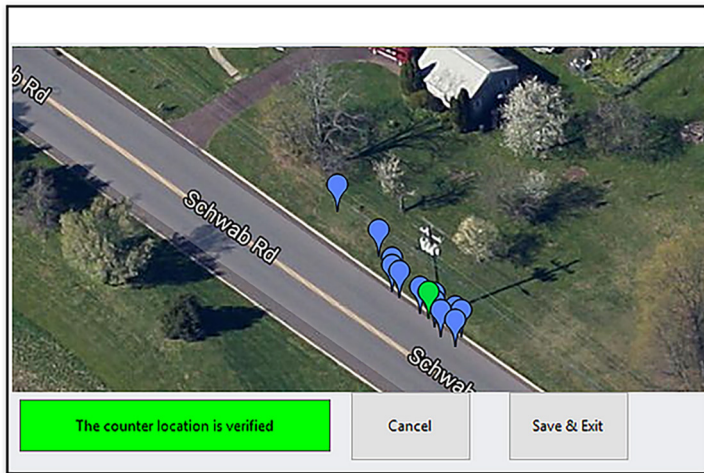 b Rd
Schwab Rd
Schwab
The counter location is verified
Cancel
Save & Exit